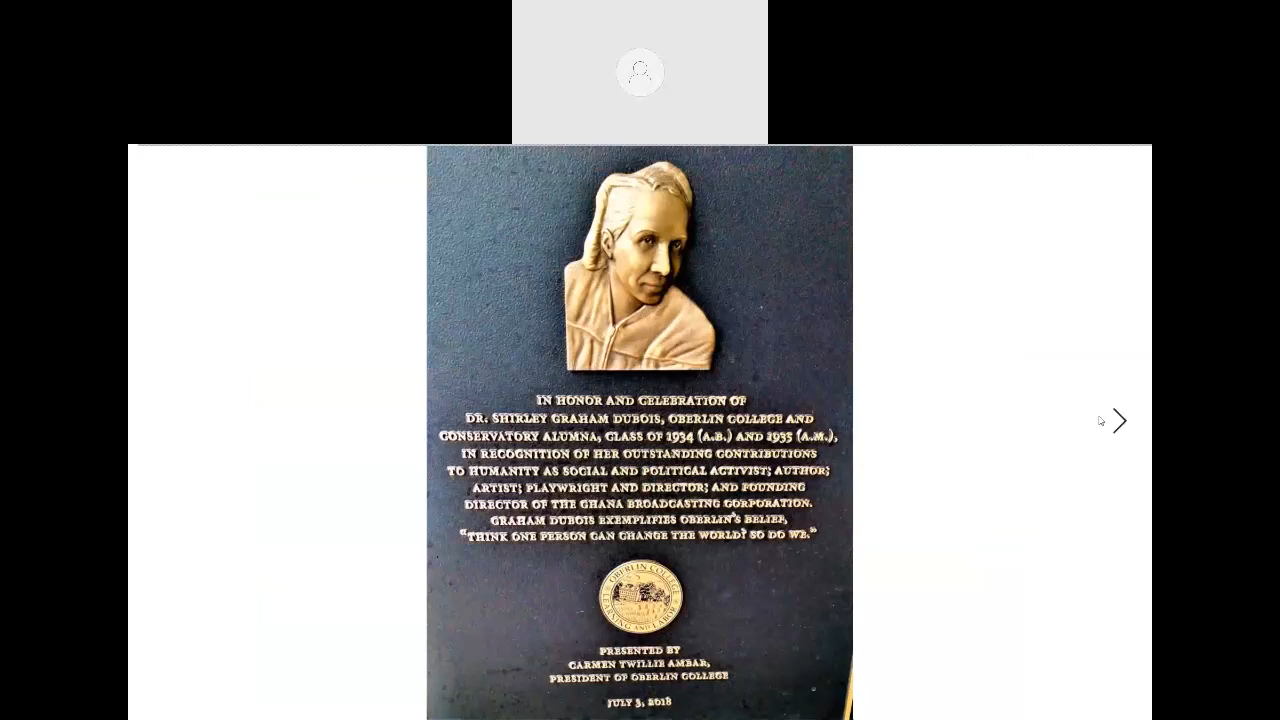 IN HONOR AND CELEBRATION OF
DR. SHIRLEY GRAHAM DUBOIS, OBERLIN COLLEGE AND
CONSERVATORY ALUMNA, CLASS OF 1934 (A.B.) AND 1935 (A.M.),
IN RECOGNITION OF HER OUTSTANDING CONTRIBUTIONS
TO HUMANITY AS SOCIAL AND POLITICAL ACTIVIST; AUTHOR;
ARTIST; PLAYWRIGHT AND DIRECTOR; AND FOUNDING
DIRECTOR OF THE GHANA BROADCASTING CORPORATION.
GRAHAM DUBOIS EXEMPLIFIES OBERLIN'S BELIEF,
"THINK ONE PERSON CAN CHANGE THE WORLD? SO DO WE."
OBERLIN COLLEGE
LEARNING AND LABOR
PRESENTED BY
CARMEN TWILLIE AMBAR,
PRESIDENT OF OBERLIN COLLEGE
JULY 3, 2018